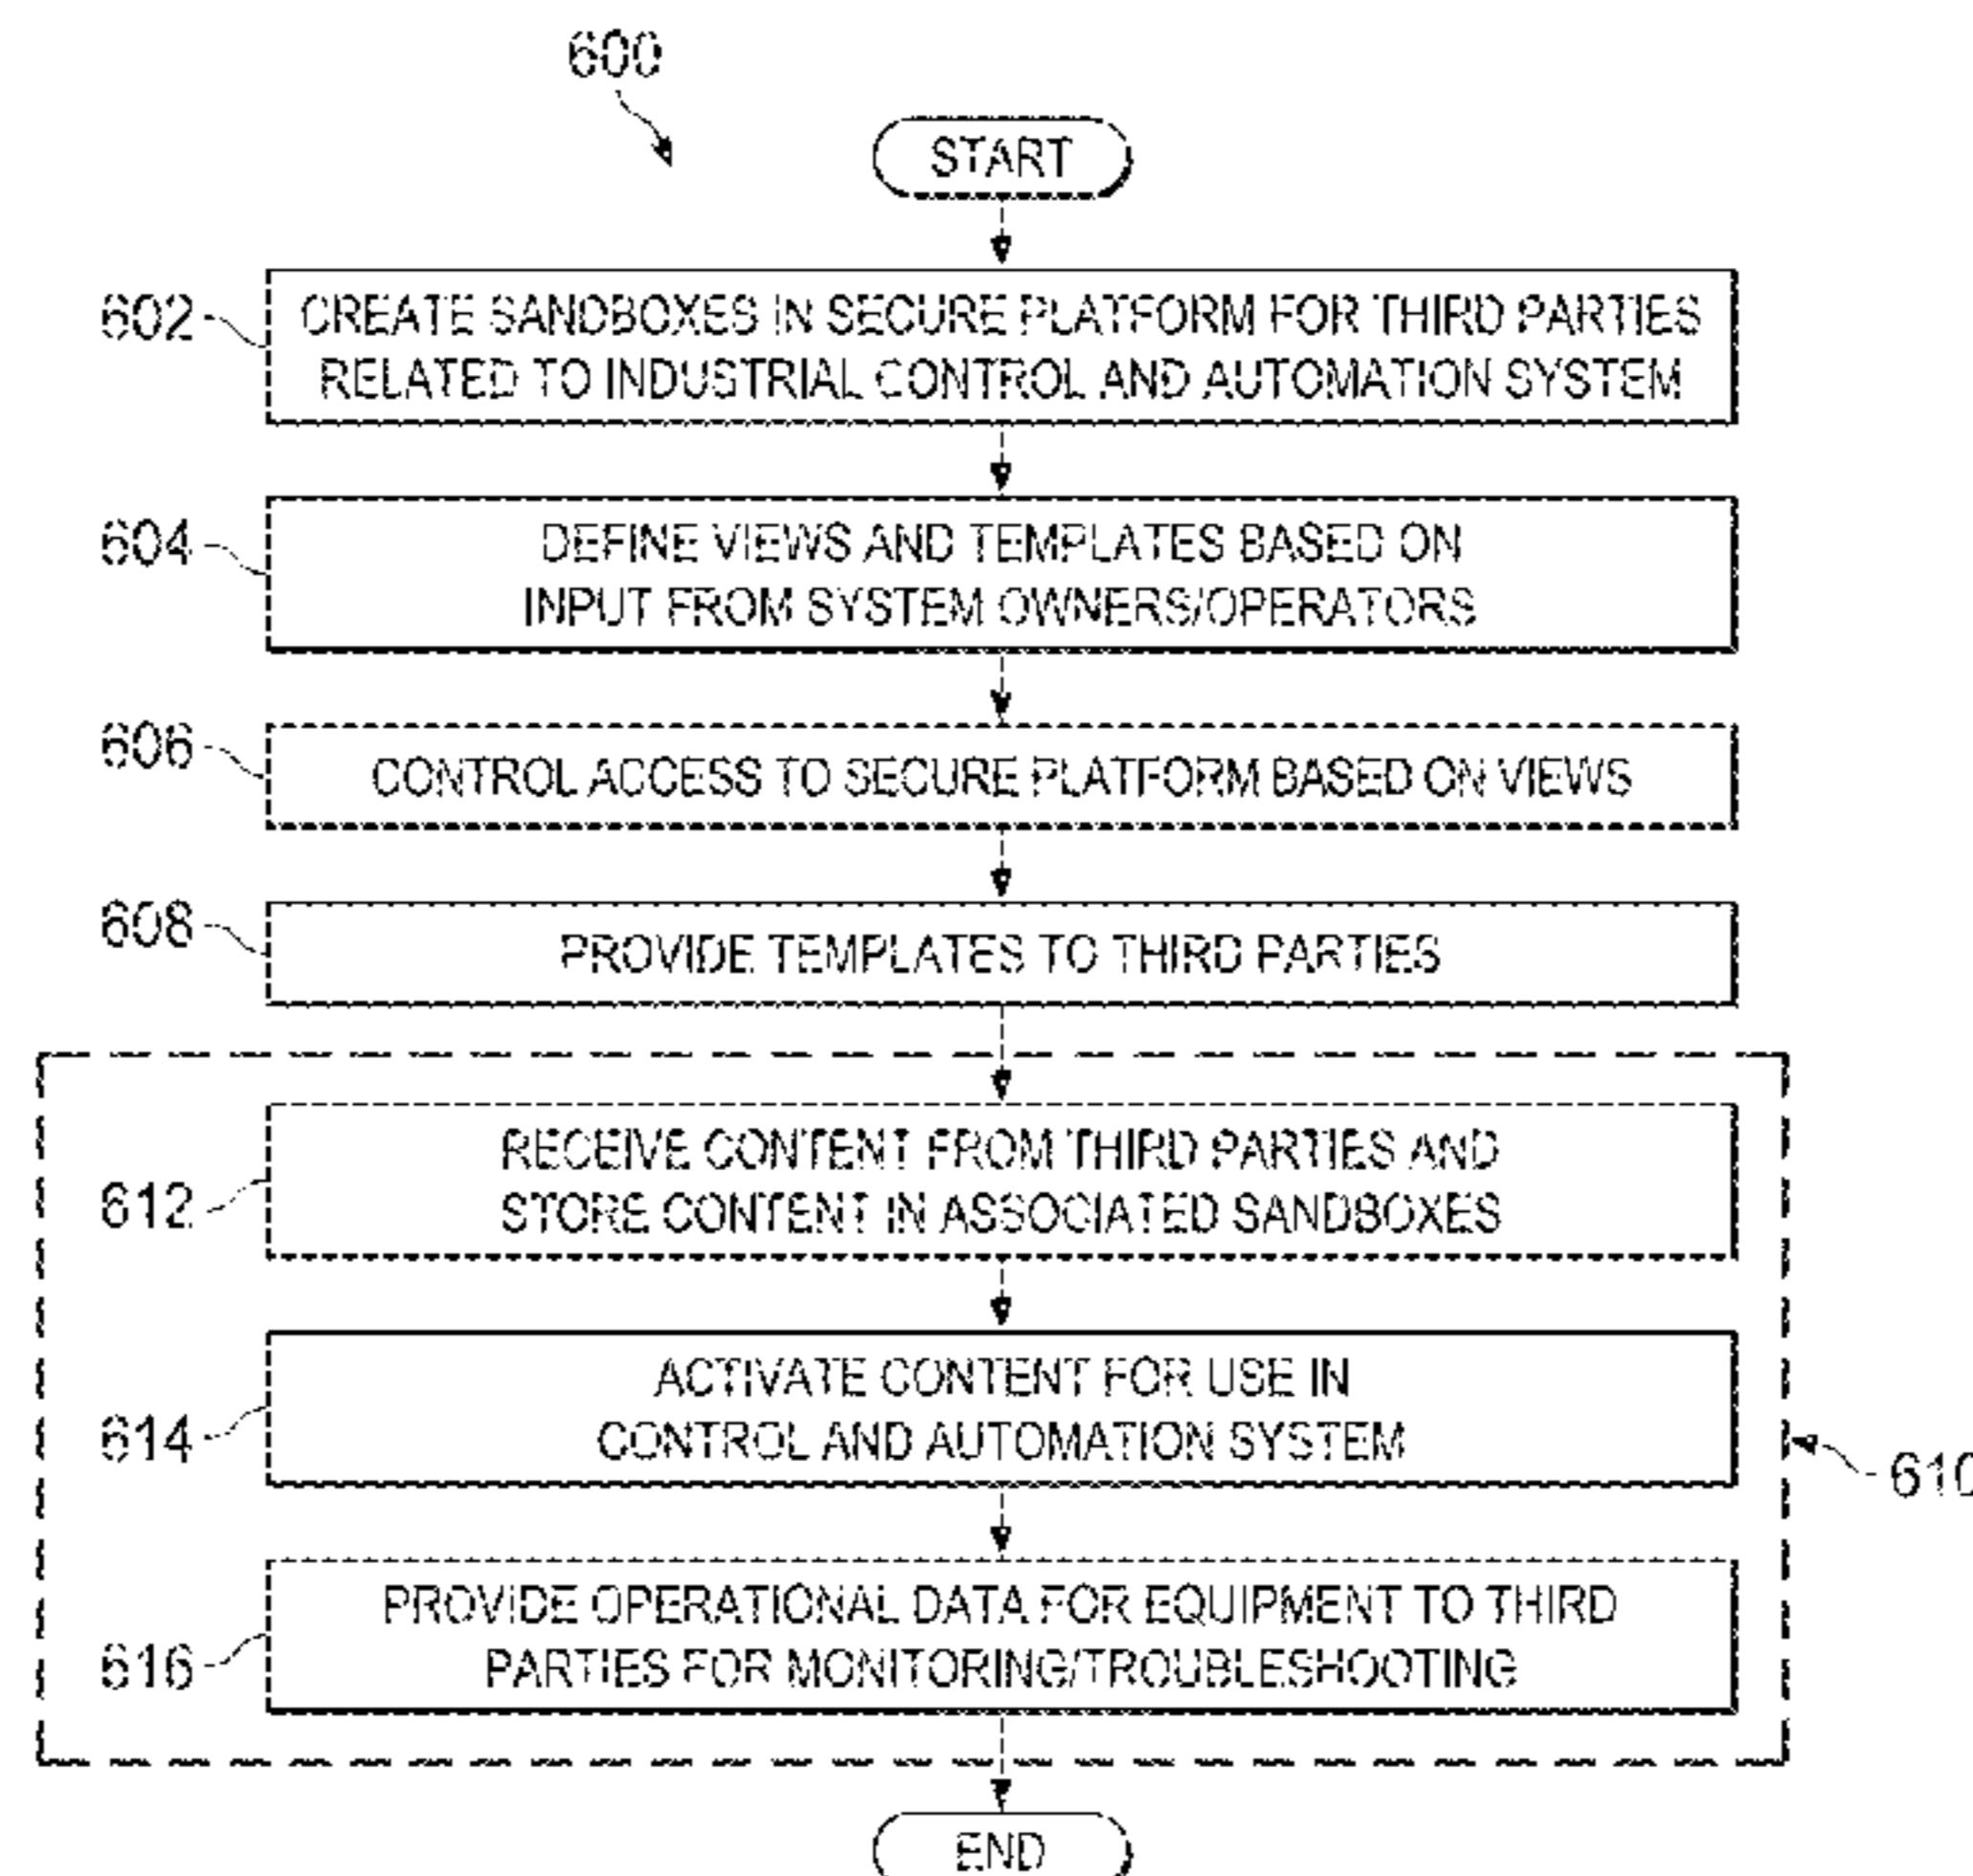 600
START
602
CREATE SANDBOXES IN SECURE PLATFORM FOR THIRD PARTIES
RELATED TO INDUSTRIAL CONTROL AND AUTOMATION SYSTEM
604
DEFINE VIEWS AND TEMPLATES BASED ON
INPUT FROM SYSTEM OWNERS/OPERATORS
606
CONTROL ACCESS TO SECURE PLATFORM BASED ON VIEWS
608
PROVIDE TEMPLATES TO THIRD PARTIES
612
RECEIVE CONTENT FROM THIRD PARTIES AND
STORE CONTENT IN ASSOCIATED SANDBOXES
614
ACTIVATE CONTENT FOR USE IN
CONTROL AND AUTOMATION SYSTEM
610
616
PROVIDE OPERATIONAL DATA FOR EQUIPMENT TO THIRD
PARTIES FOR MONITORING/TROUBLESHOOTING
END